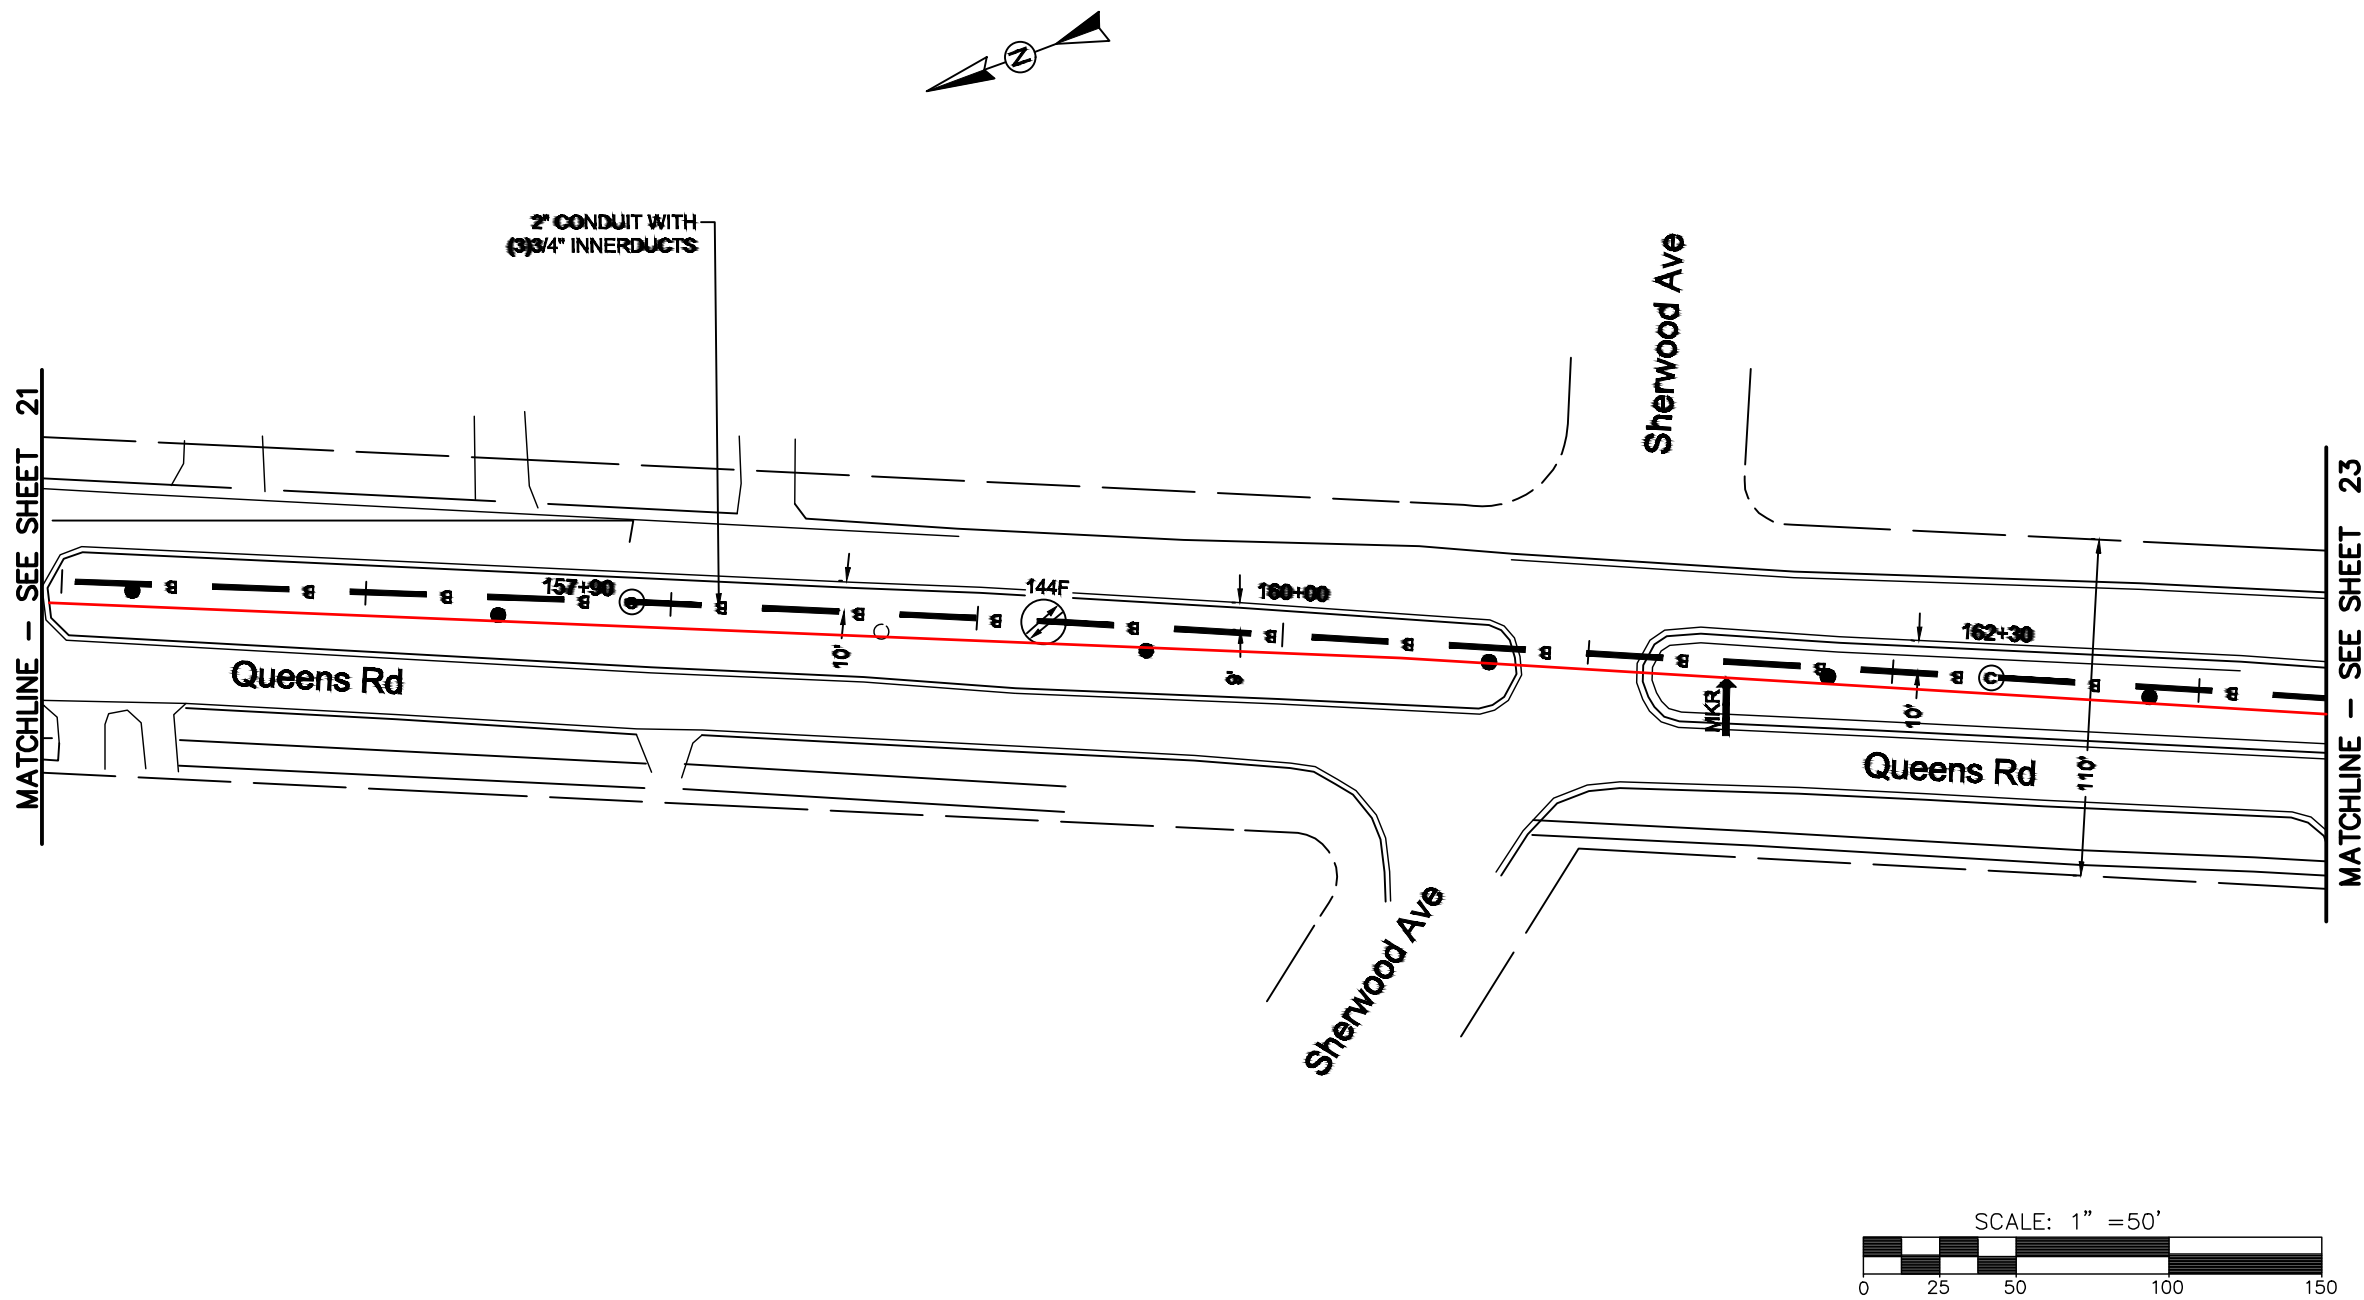 N
2" CONDUIT WITH
(3)3/4" INNERDUCTS
Sherwood Ave
MATCHLINE - SEE SHEET 21
MATCHLINE - SEE SHEET 23
157+90
144F
160+00
162+30
B B B B B B B B B B B B B B B B
C
10'
9'
10'
MKR
110'
Queens Rd
Queens Rd
Sherwood Ave
SCALE: 1" =50'
0 25 50 100 150